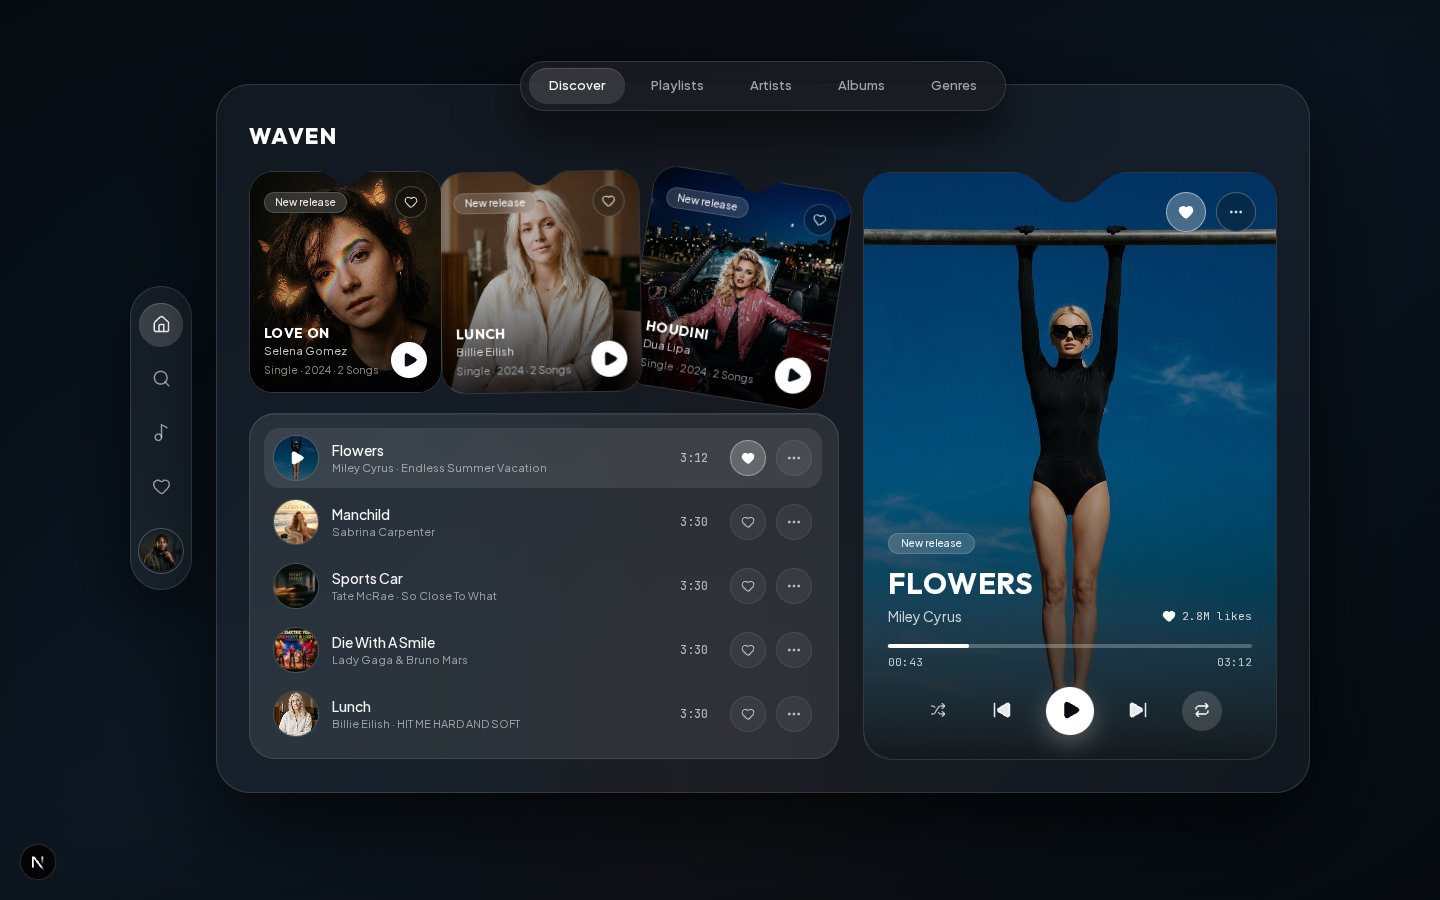 Discover
Playlists
Artists
Albums
Genres
WAVEN
New release
LOVE ON
Selena Gomez
Single · 2024 · 2 Songs
New release
LUNCH
Billie Eilish
Single · 2024 · 2 Songs
New release
HOUDINI
Dua Lipa
Single · 2024 · 2 Songs
Flowers
Miley Cyrus · Endless Summer Vacation
3:12
Manchild
Sabrina Carpenter
3:30
Sports Car
Tate McRae · So Close To What
3:30
Die With A Smile
Lady Gaga & Bruno Mars
3:30
Lunch
Billie Eilish · HIT ME HARD AND SOFT
3:30
New release
FLOWERS
Miley Cyrus
2.8M likes
00:43
03:12
N